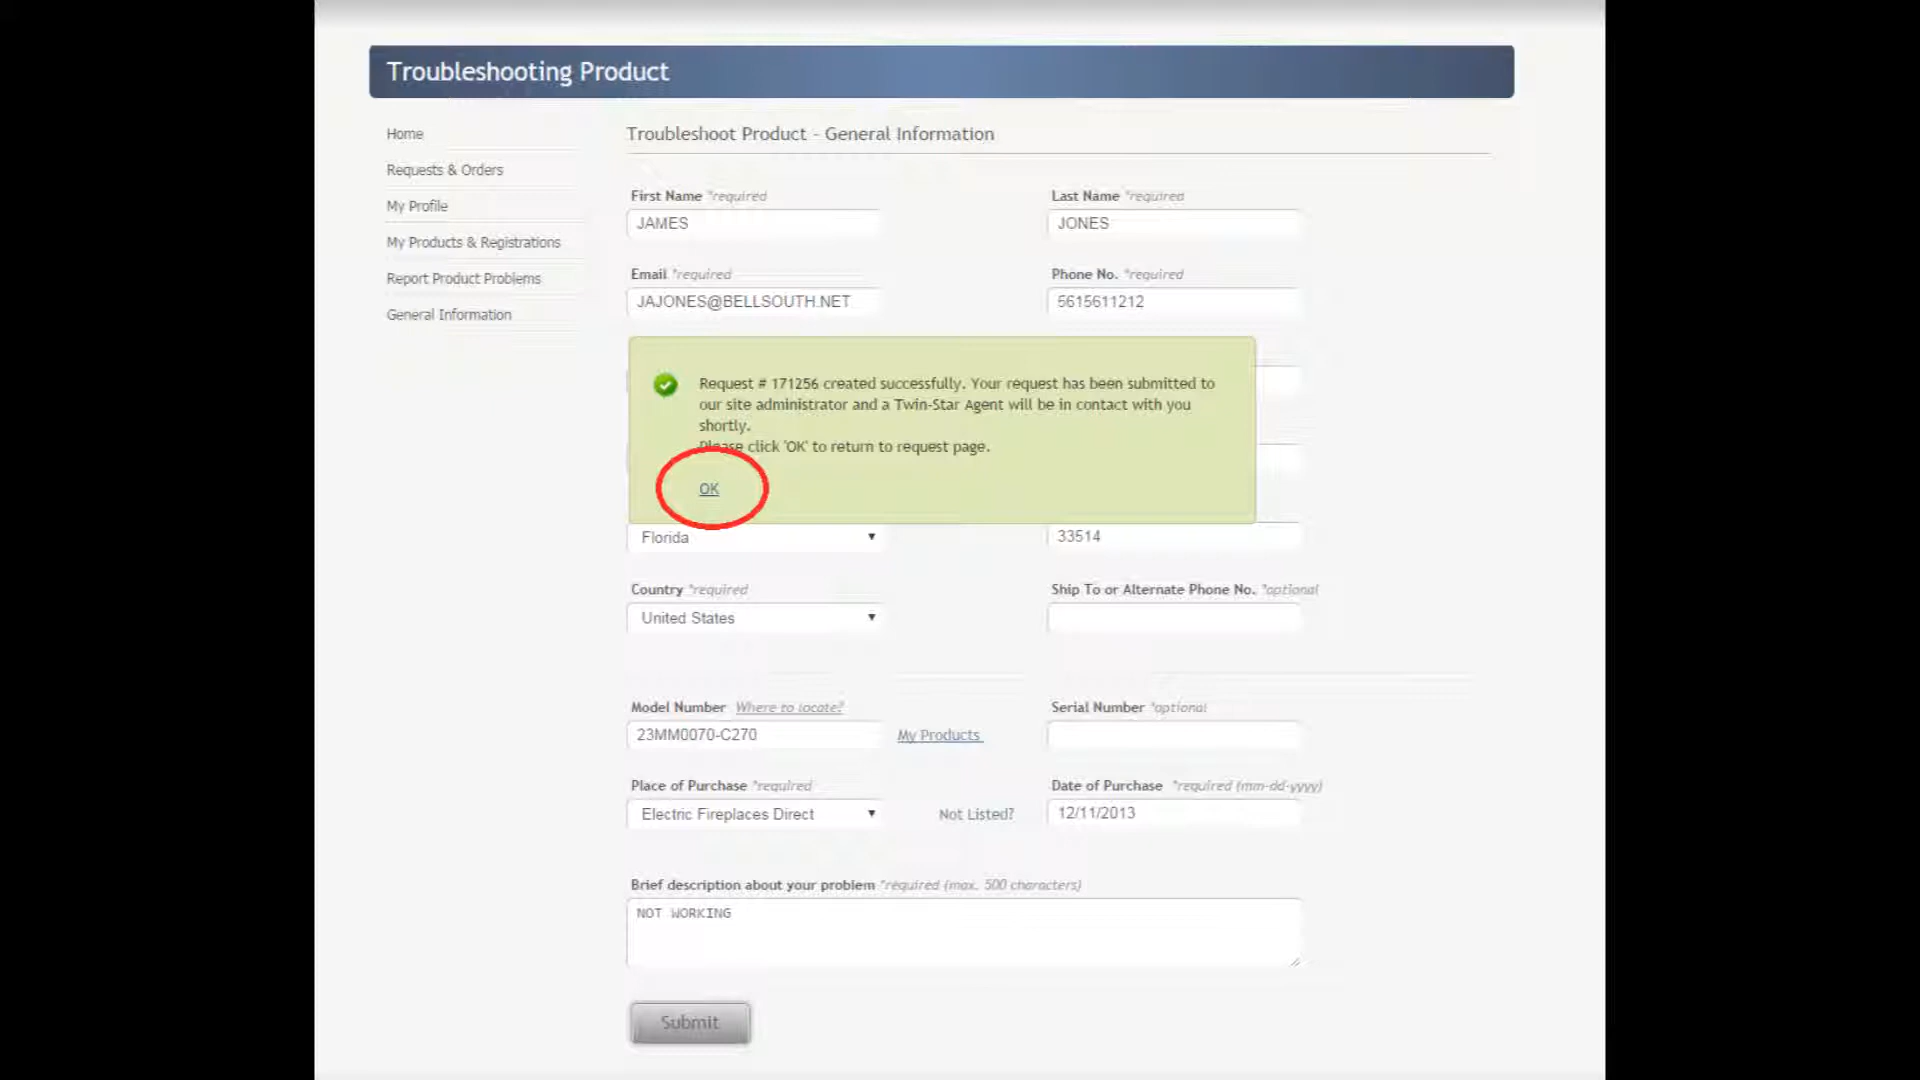 Troubleshooting Product
Home
Requests & Orders
My Profile
My Products & Registrations
Report Product Problems
General Information
Troubleshoot Product - General Information
First Name *required
Last Name *required
JAMES
JONES
Email *required
Phone No. *required
JAJONES@BELLSOUTH.NET
5615611212
Request # 171256 created successfully. Your request has been submitted to
our site administrator and a Twin-Star Agent will be in contact with you
shortly.
Please click 'OK' to return to request page.
OK
Florida
33514
Country *required
Ship To or Alternate Phone No. *optional
United States
Model Number Where to locate?
Serial Number *optional
23MM0070-C270
My Products
Place of Purchase *required
Date of Purchase *required (mm-dd-yyyy)
Electric Fireplaces Direct
Not Listed?
12/11/2013
Brief description about your problem *required (max. 500 characters)
NOT WORKING
Submit